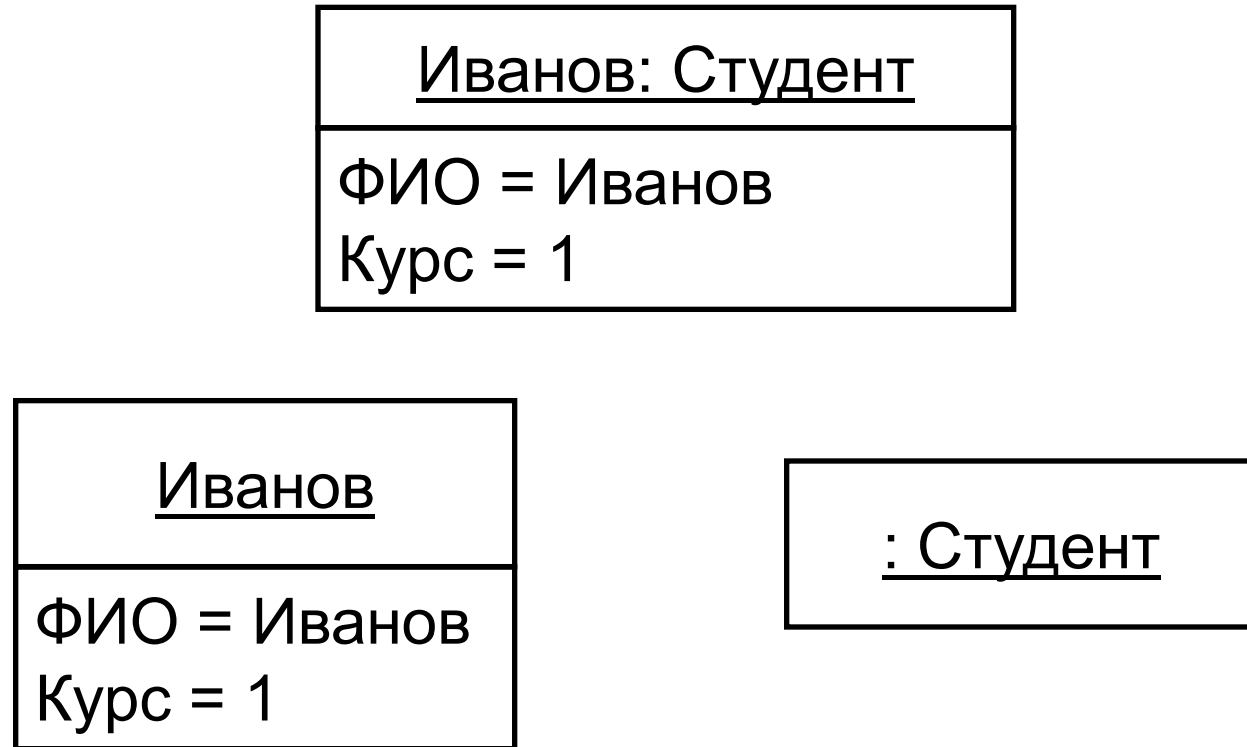 Иванов: Студент
ФИО = Иванов
Курс = 1
Иванов
ФИО = Иванов
Курс = 1
: Студент